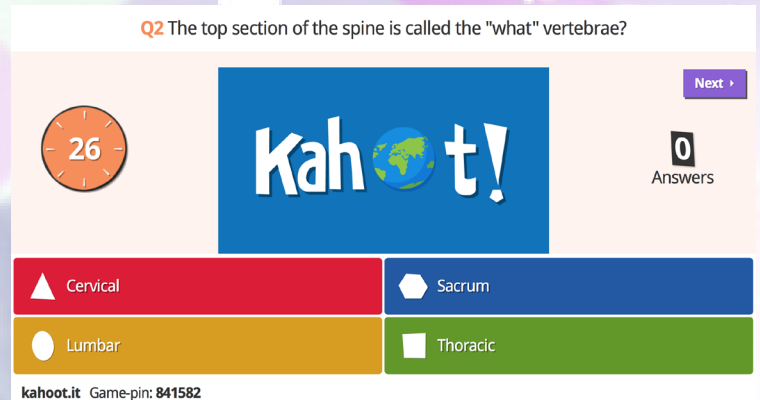 Q2 The top section of the spine is called the "what" vertebrae?
Next
26
Kahoot!
0
Answers
Cervical
Sacrum
Lumbar
Thoracic
kahoot.it Game-pin: 841582